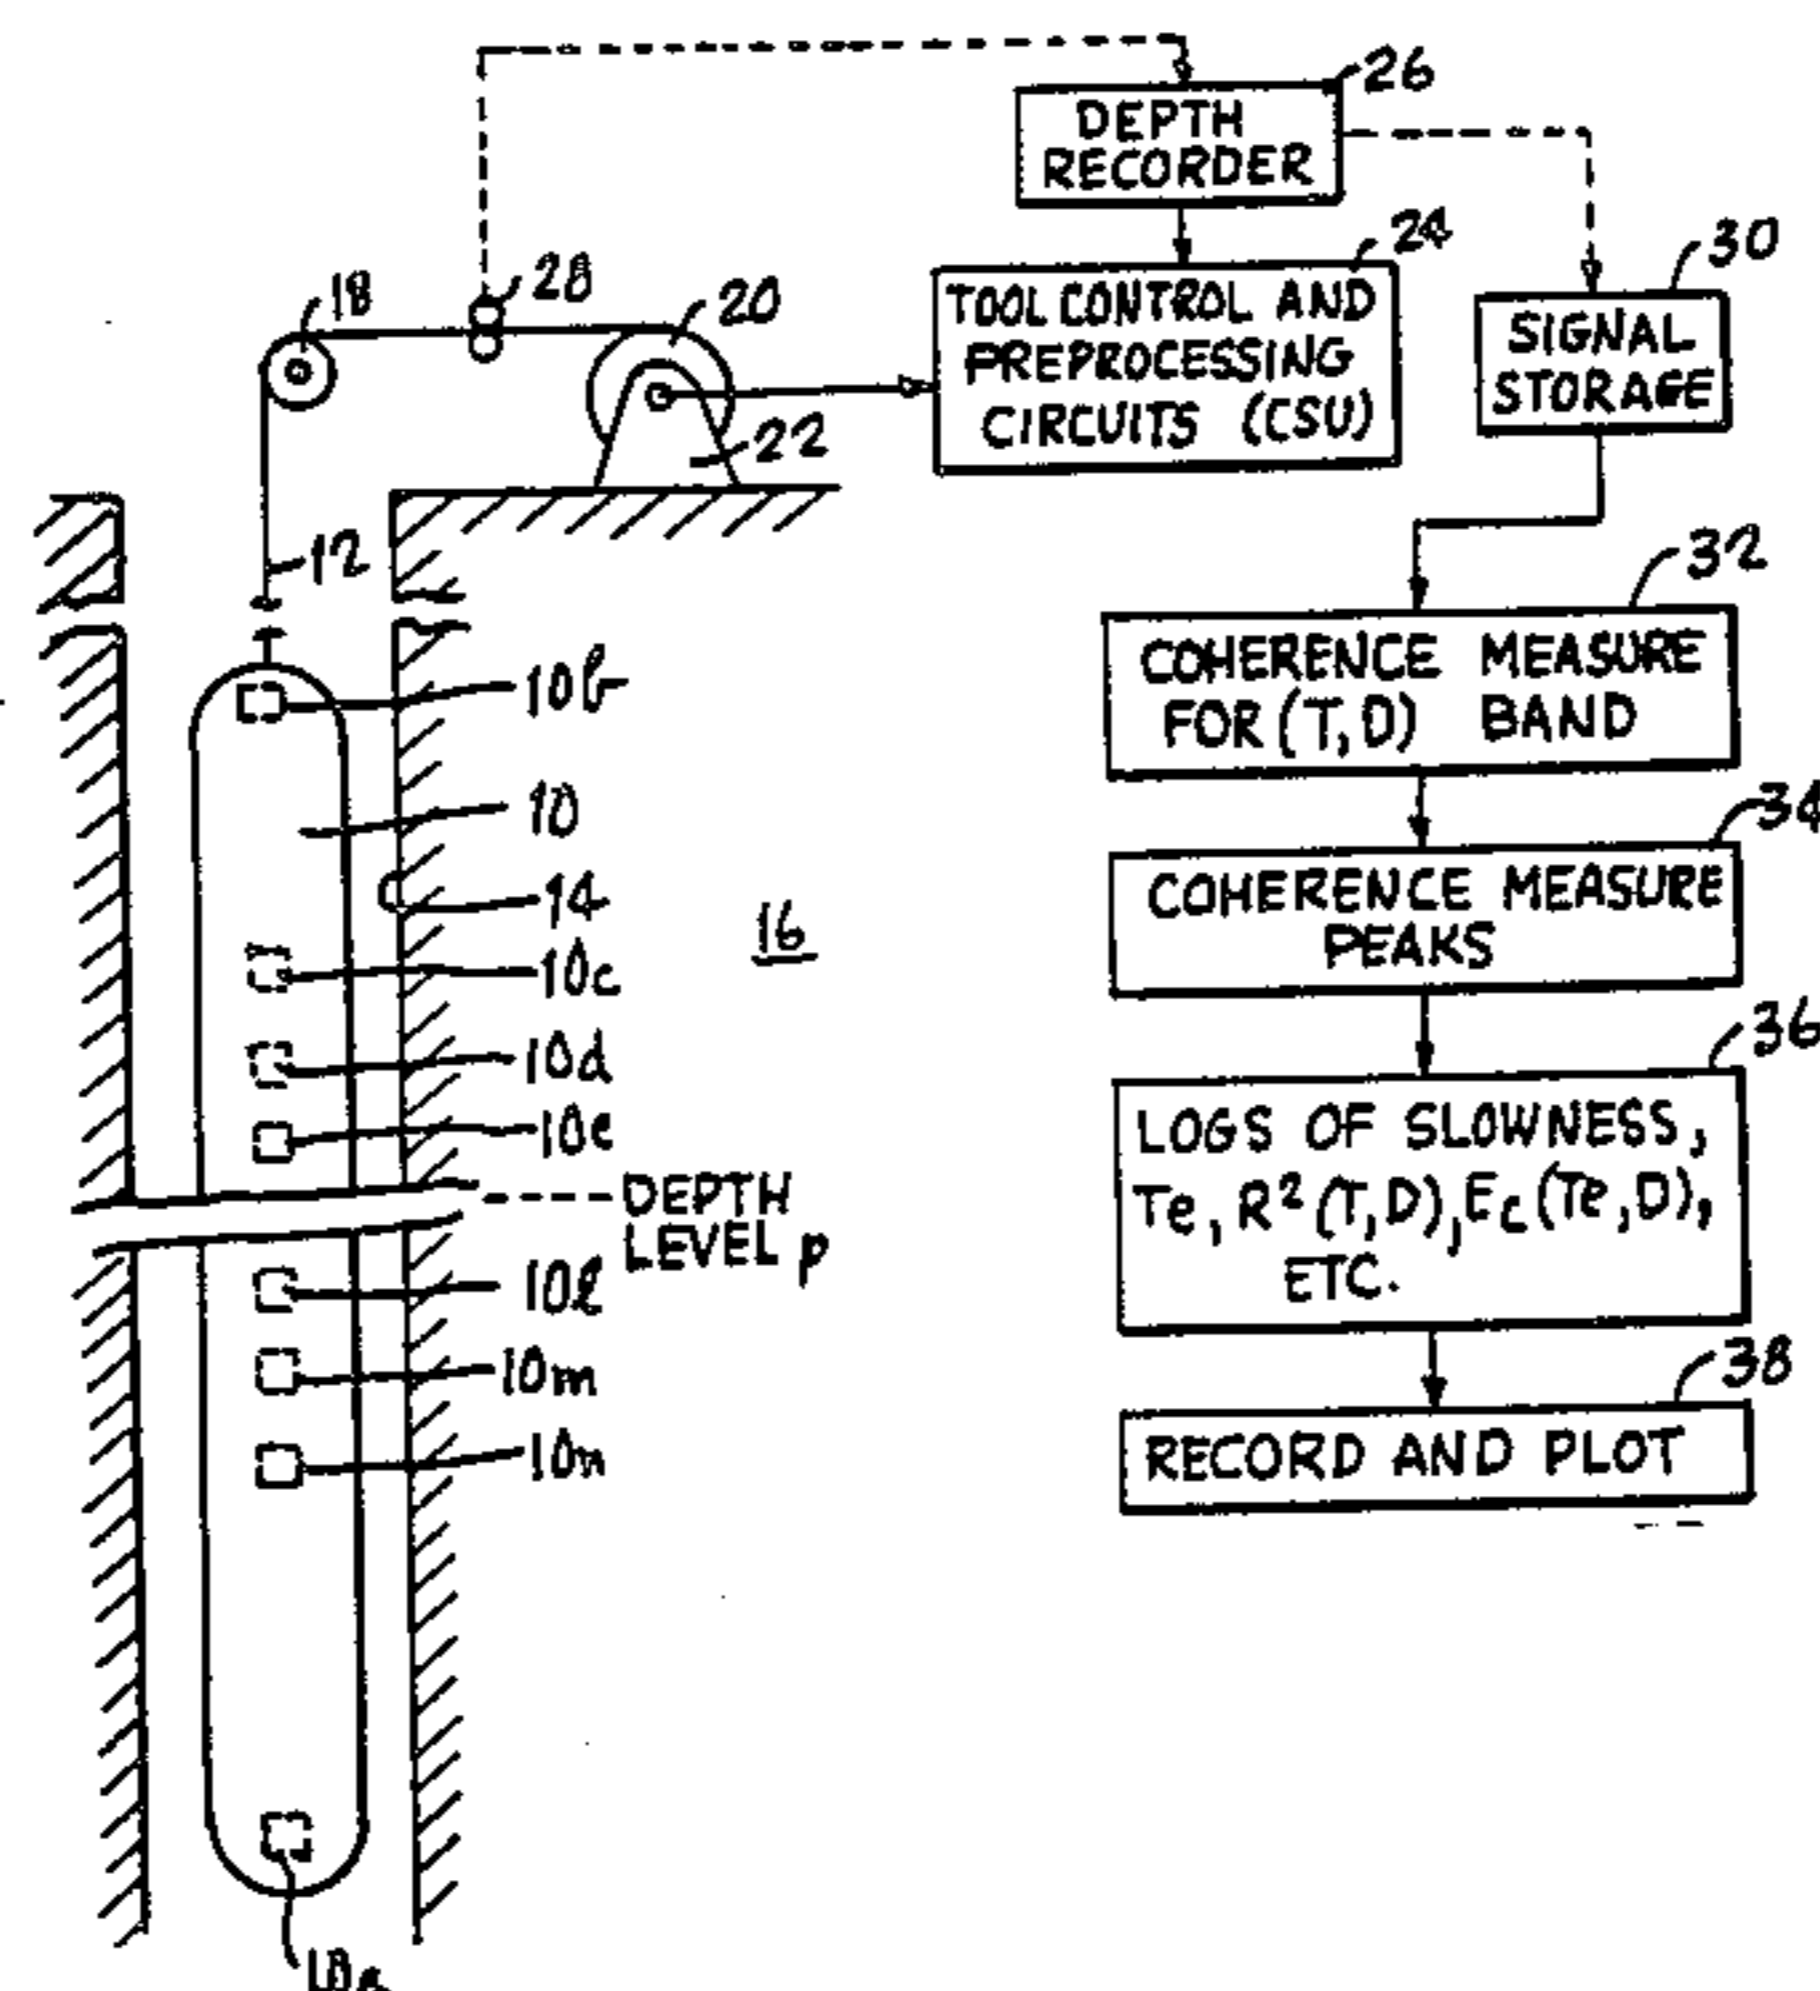 26
DEPTH
RECORDER
24
TOOL CONTROL AND
PREPROCESSING
CIRCUITS (CSU)
30
SIGNAL
STORAGE
18
28
20
22
12
32
COHERENCE MEASURE
FOR (T,D) BAND
34
COHERENCE MEASURE
PEAKS
36
LOGS OF SLOWNESS,
Te, R²(T,D), Ec(Te,D),
ETC.
38
RECORD AND PLOT
10b
10
14
16
10c
10d
10e
DEPTH
LEVEL p
10l
10m
10n